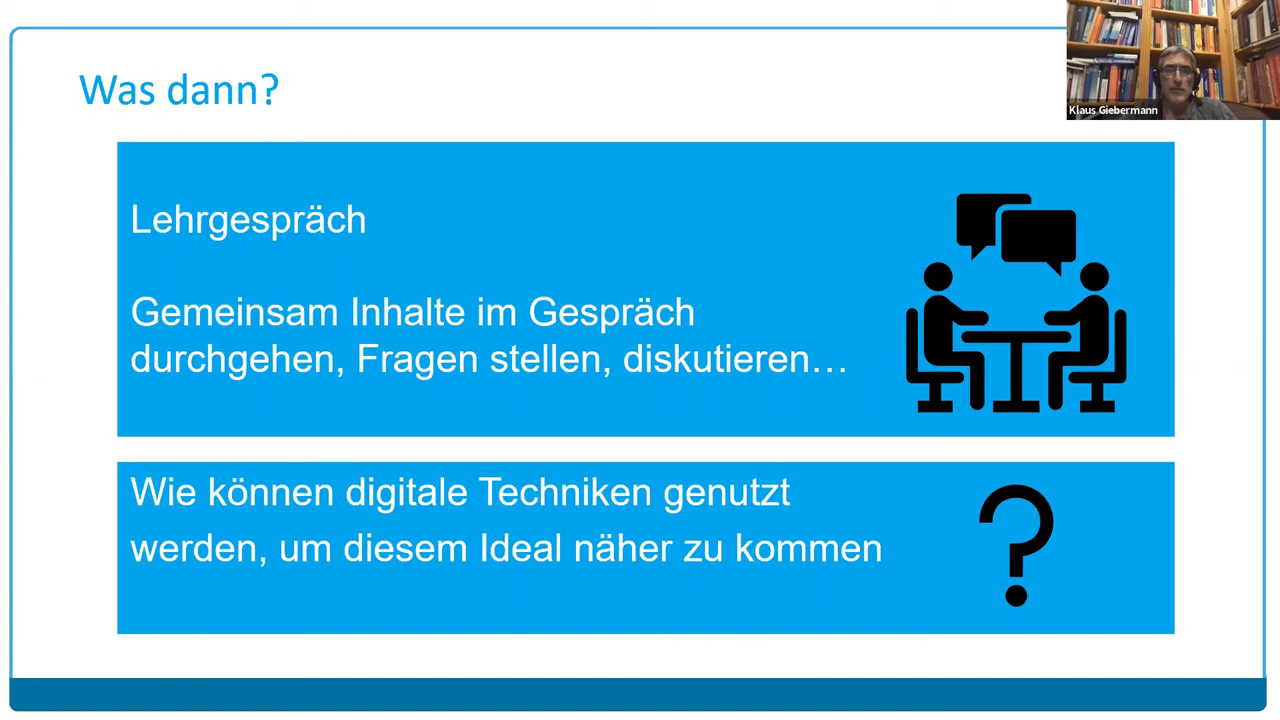 Was dann?
Klaus Giebermann
Lehrgespräch
Gemeinsam Inhalte im Gespräch
durchgehen, Fragen stellen, diskutieren…
Wie können digitale Techniken genutzt
werden, um diesem Ideal näher zu kommen
?